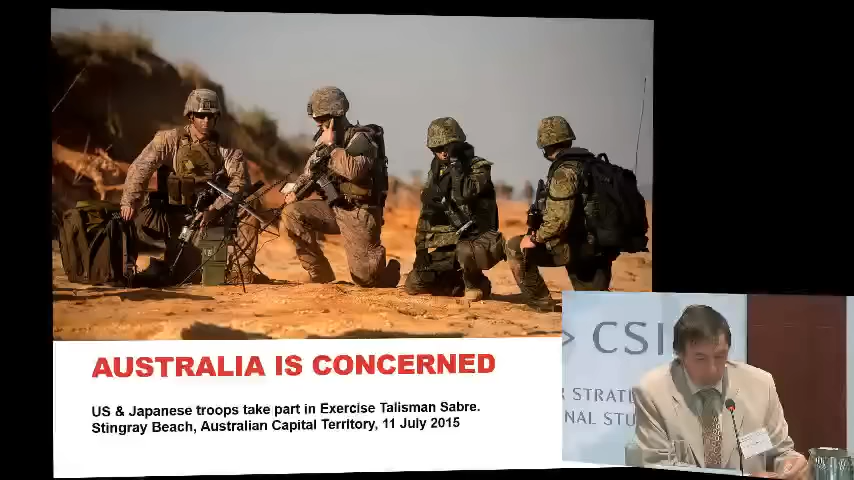 AUSTRALIA IS CONCERNED
US & Japanese troops take part in Exercise Talisman Sabre.
Stingray Beach, Australian Capital Territory, 11 July 2015
CSI
STRATE
NAL STU